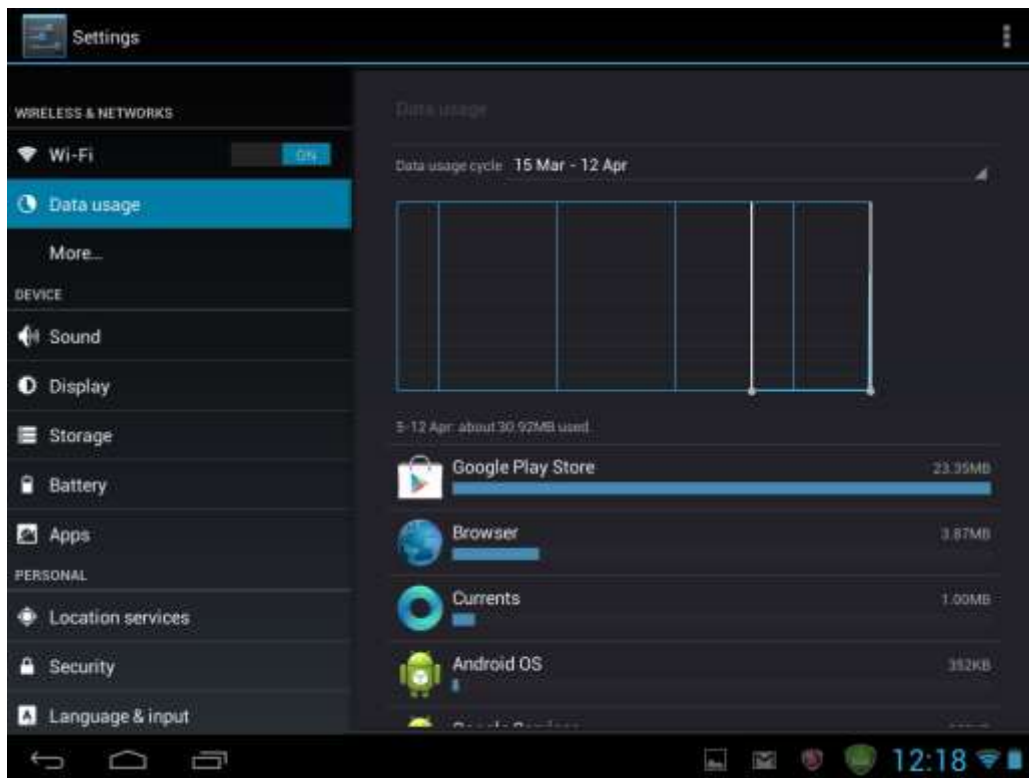 Settings
WIRELESS & NETWORKS
Wi-Fi
ON
Data usage
More...
DEVICE
Sound
Display
Storage
Battery
Apps
PERSONAL
Location services
Security
Language & input
Data usage
Data usage cycle 15 Mar - 12 Apr
5-12 Apr: about 30.92MB used
Google Play Store 23.35MB
Browser 3.87MB
Currents 1.00MB
Android OS 352KB
12:18